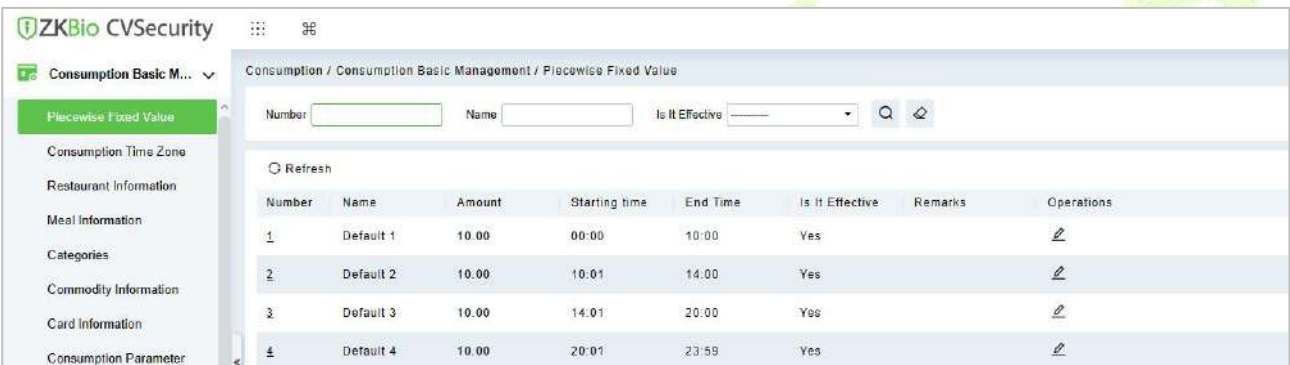 ZKBio CVSecurity
Consumption Basic M...
Consumption / Consumption Basic Management / Piecewise Fixed Value
Piecewise Fixed Value
Consumption Time Zone
Restaurant Information
Meal Information
Categories
Commodity Information
Card Information
Consumption Parameter
Number Name Is It Effective ----------
Refresh
Number Name Amount Starting time End Time Is It Effective Remarks Operations
1 Default 1 10.00 00:00 10:00 Yes
2 Default 2 10.00 10:01 14:00 Yes
3 Default 3 10.00 14:01 20:00 Yes
4 Default 4 10.00 20:01 23:59 Yes